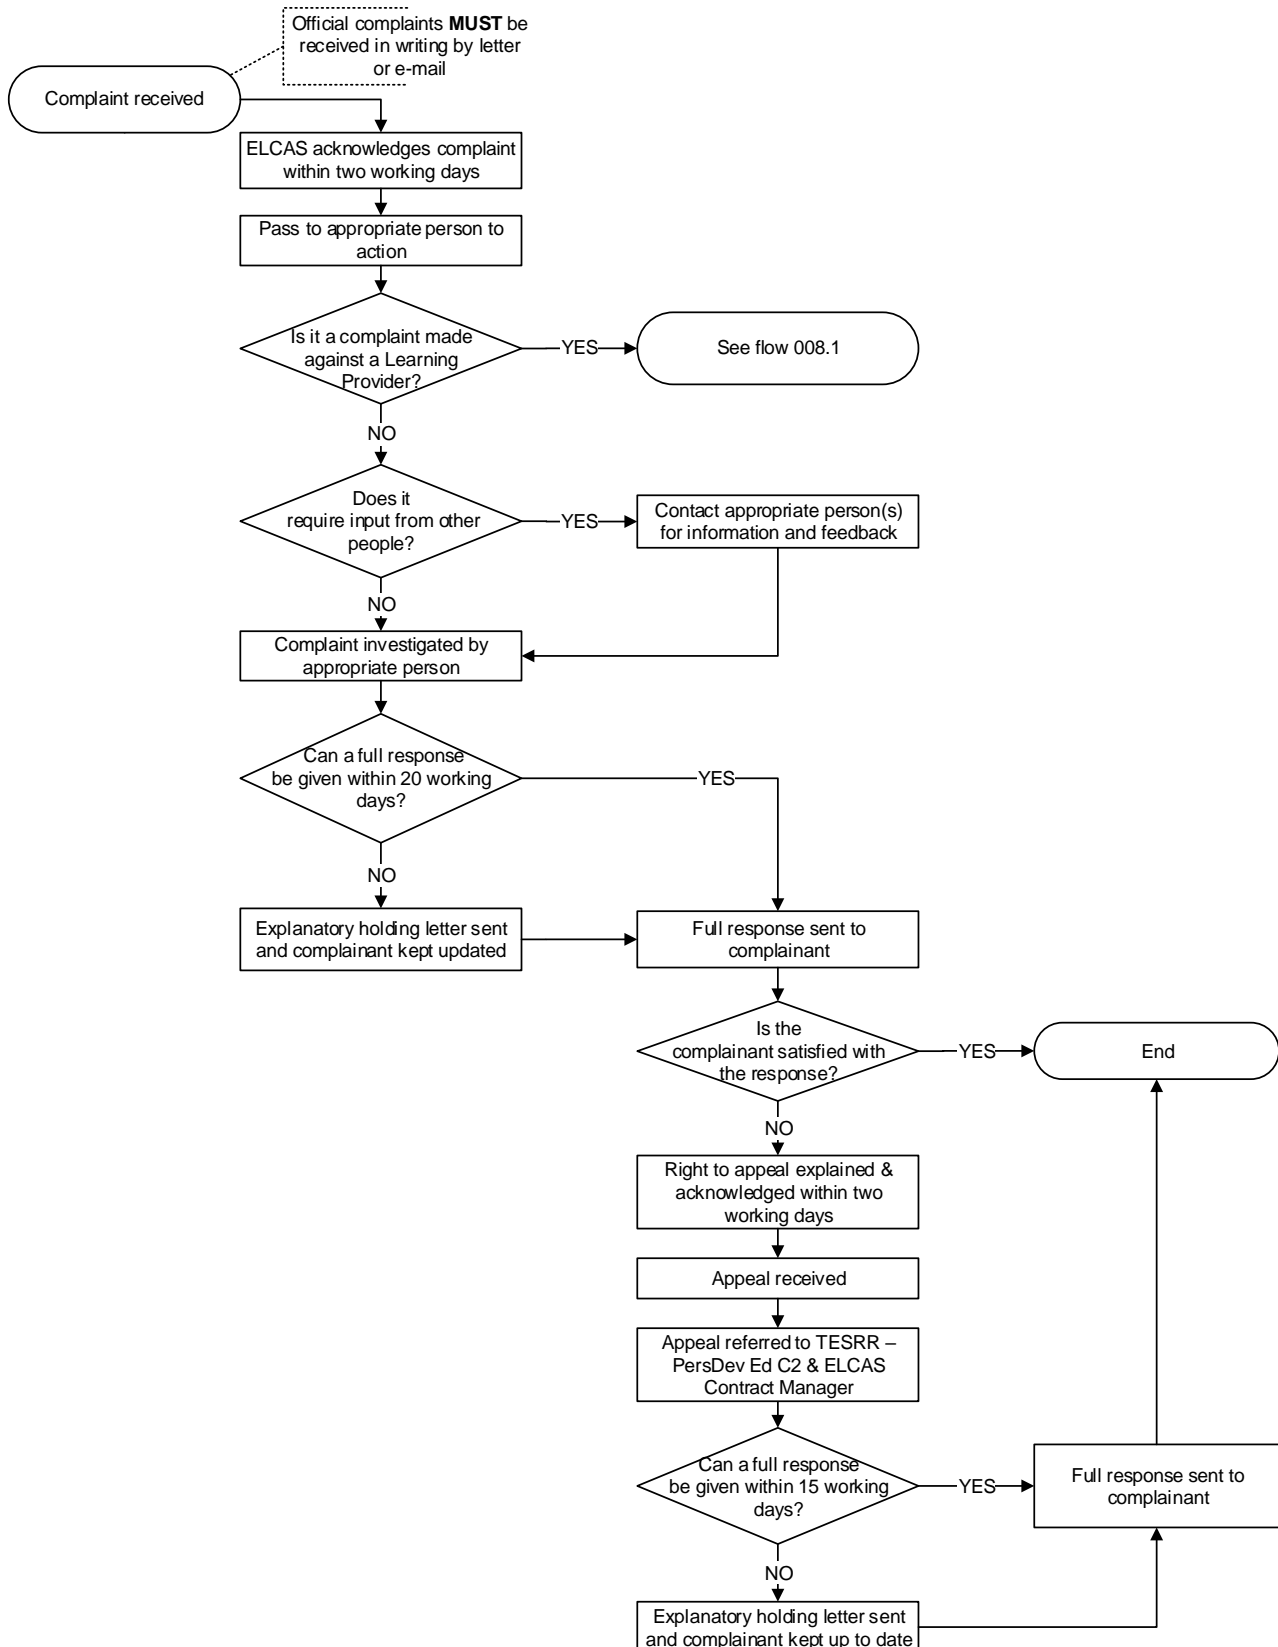 Official complaints MUST be
received in writing by letter
or e-mail
Complaint received
ELCAS acknowledges complaint
within two working days
Pass to appropriate person to
action
Is it a complaint made
against a Learning
Provider?
YES
See flow 008.1
NO
Does it
require input from other
people?
YES
Contact appropriate person(s)
for information and feedback
NO
Complaint investigated by
appropriate person
Can a full response
be given within 20 working
days?
YES
NO
Explanatory holding letter sent
and complainant kept updated
Full response sent to
complainant
Is the
complainant satisfied with
the response?
YES
End
NO
Right to appeal explained &
acknowledged within two
working days
Appeal received
Appeal referred to TESRR –
PersDev Ed C2 & ELCAS
Contract Manager
Can a full response
be given within 15 working
days?
YES
Full response sent to
complainant
NO
Explanatory holding letter sent
and complainant kept up to date